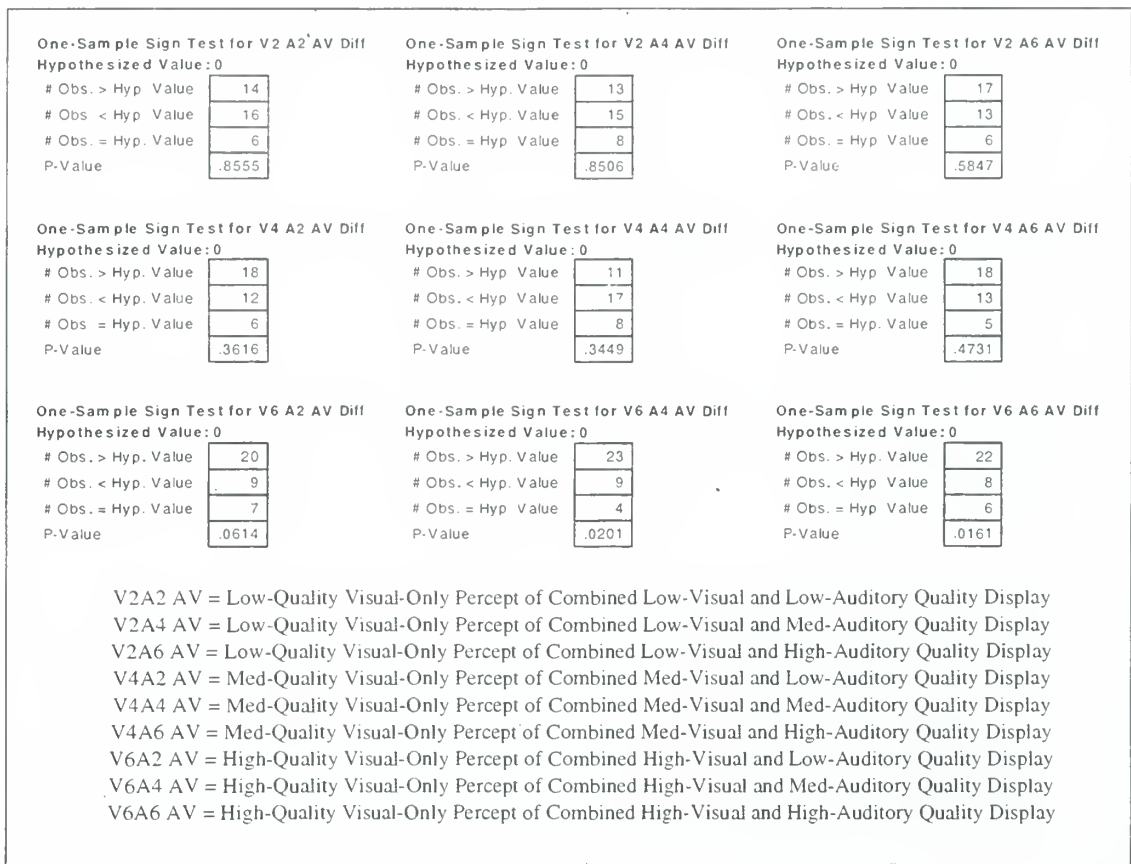 One-Sample Sign Test for V2 A2 AV Diff
Hypothesized Value: 0
# Obs. > Hyp Value 14
# Obs < Hyp Value 16
# Obs. = Hyp. Value 6
P-Value .8555
One-Sample Sign Test for V2 A4 AV Diff
Hypothesized Value: 0
# Obs. > Hyp. Value 13
# Obs. < Hyp. Value 15
# Obs. = Hyp. Value 8
P-Value .8506
One-Sample Sign Test for V2 A6 AV Diff
Hypothesized Value: 0
# Obs. > Hyp. Value 17
# Obs. < Hyp. Value 13
# Obs. = Hyp. Value 6
P-Value .5847
One-Sample Sign Test for V4 A2 AV Diff
Hypothesized Value: 0
# Obs. > Hyp. Value 18
# Obs. < Hyp. Value 12
# Obs = Hyp. Value 6
P-Value .3616
One-Sample Sign Test for V4 A4 AV Diff
Hypothesized Value: 0
# Obs. > Hyp Value 11
# Obs. < Hyp Value 17
# Obs. = Hyp. Value 8
P-Value .3449
One-Sample Sign Test for V4 A6 AV Diff
Hypothesized Value: 0
# Obs. > Hyp. Value 18
# Obs. < Hyp Value 13
# Obs. = Hyp. Value 5
P-Value .4731
One-Sample Sign Test for V6 A2 AV Diff
Hypothesized Value: 0
# Obs. > Hyp. Value 20
# Obs. < Hyp. Value 9
# Obs. = Hyp. Value 7
P-Value .0614
One-Sample Sign Test for V6 A4 AV Diff
Hypothesized Value: 0
# Obs. > Hyp. Value 23
# Obs. < Hyp. Value 9
# Obs. = Hyp Value 4
P-Value .0201
One-Sample Sign Test for V6 A6 AV Diff
Hypothesized Value: 0
# Obs. > Hyp. Value 22
# Obs. < Hyp. Value 8
# Obs. = Hyp. Value 6
P-Value .0161
V2A2 AV = Low-Quality Visual-Only Percept of Combined Low-Visual and Low-Auditory Quality Display
V2A4 AV = Low-Quality Visual-Only Percept of Combined Low-Visual and Med-Auditory Quality Display
V2A6 AV = Low-Quality Visual-Only Percept of Combined Low-Visual and High-Auditory Quality Display
V4A2 AV = Med-Quality Visual-Only Percept of Combined Med-Visual and Low-Auditory Quality Display
V4A4 AV = Med-Quality Visual-Only Percept of Combined Med-Visual and Med-Auditory Quality Display
V4A6 AV = Med-Quality Visual-Only Percept of Combined Med-Visual and High-Auditory Quality Display
V6A2 AV = High-Quality Visual-Only Percept of Combined High-Visual and Low-Auditory Quality Display
V6A4 AV = High-Quality Visual-Only Percept of Combined High-Visual and Med-Auditory Quality Display
V6A6 AV = High-Quality Visual-Only Percept of Combined High-Visual and High-Auditory Quality Display